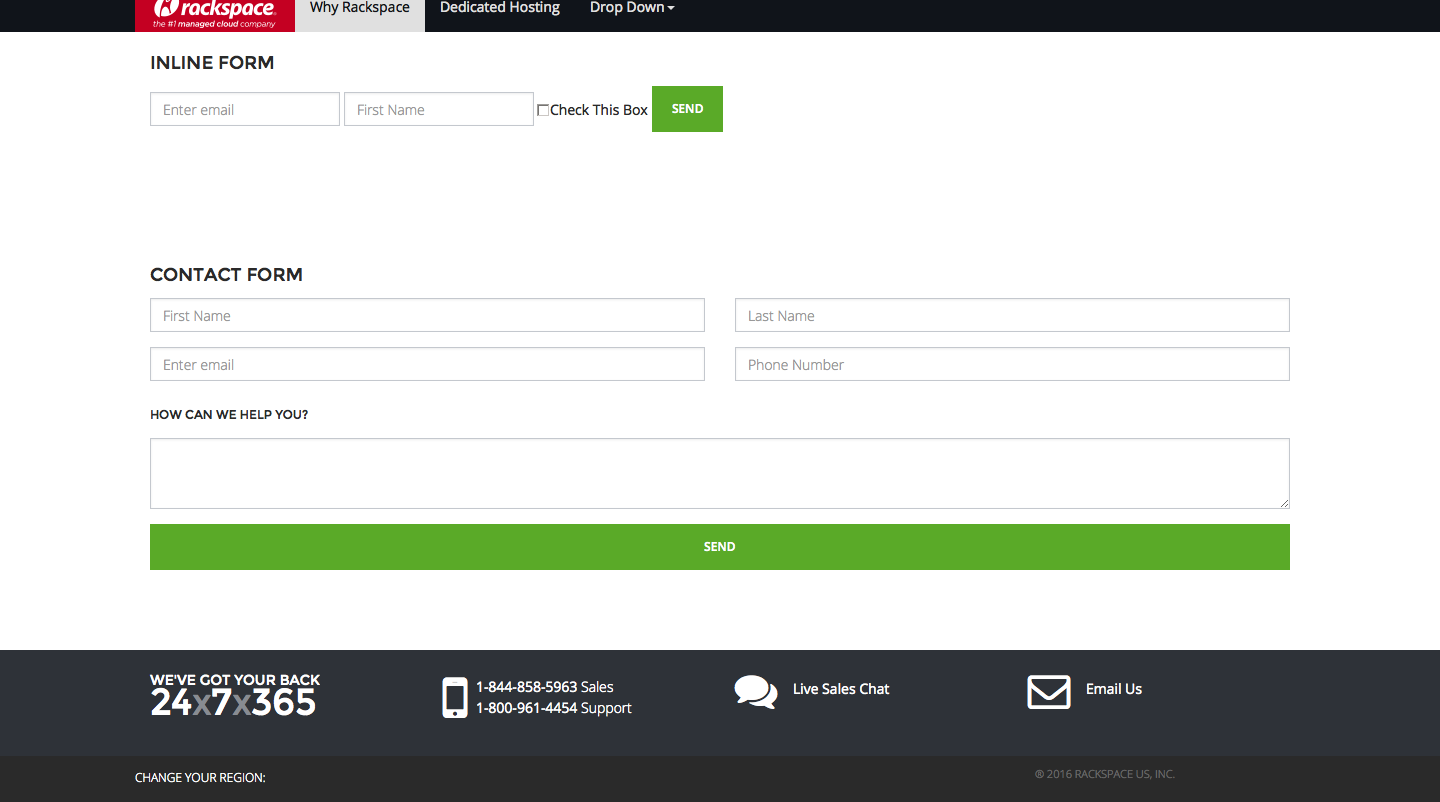 rackspace® Why Rackspace Dedicated Hosting Drop Down
the #1 managed cloud company
INLINE FORM
Enter email First Name Check This Box SEND
CONTACT FORM
First Name Last Name
Enter email Phone Number
HOW CAN WE HELP YOU?
SEND
WE'VE GOT YOUR BACK
24x7x365
1-844-858-5963 Sales
1-800-961-4454 Support
Live Sales Chat
Email Us
CHANGE YOUR REGION:
® 2016 RACKSPACE US, INC.